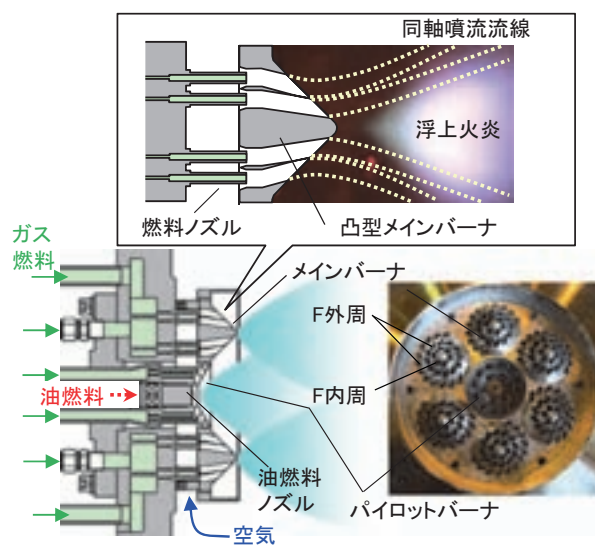 同軸噴流流線
浮上火炎
燃料ノズル
凸型メインバーナ
ガス
燃料
メインバーナ
F外周
F内周
油燃料
油燃料
ノズル
パイロットバーナ
空気